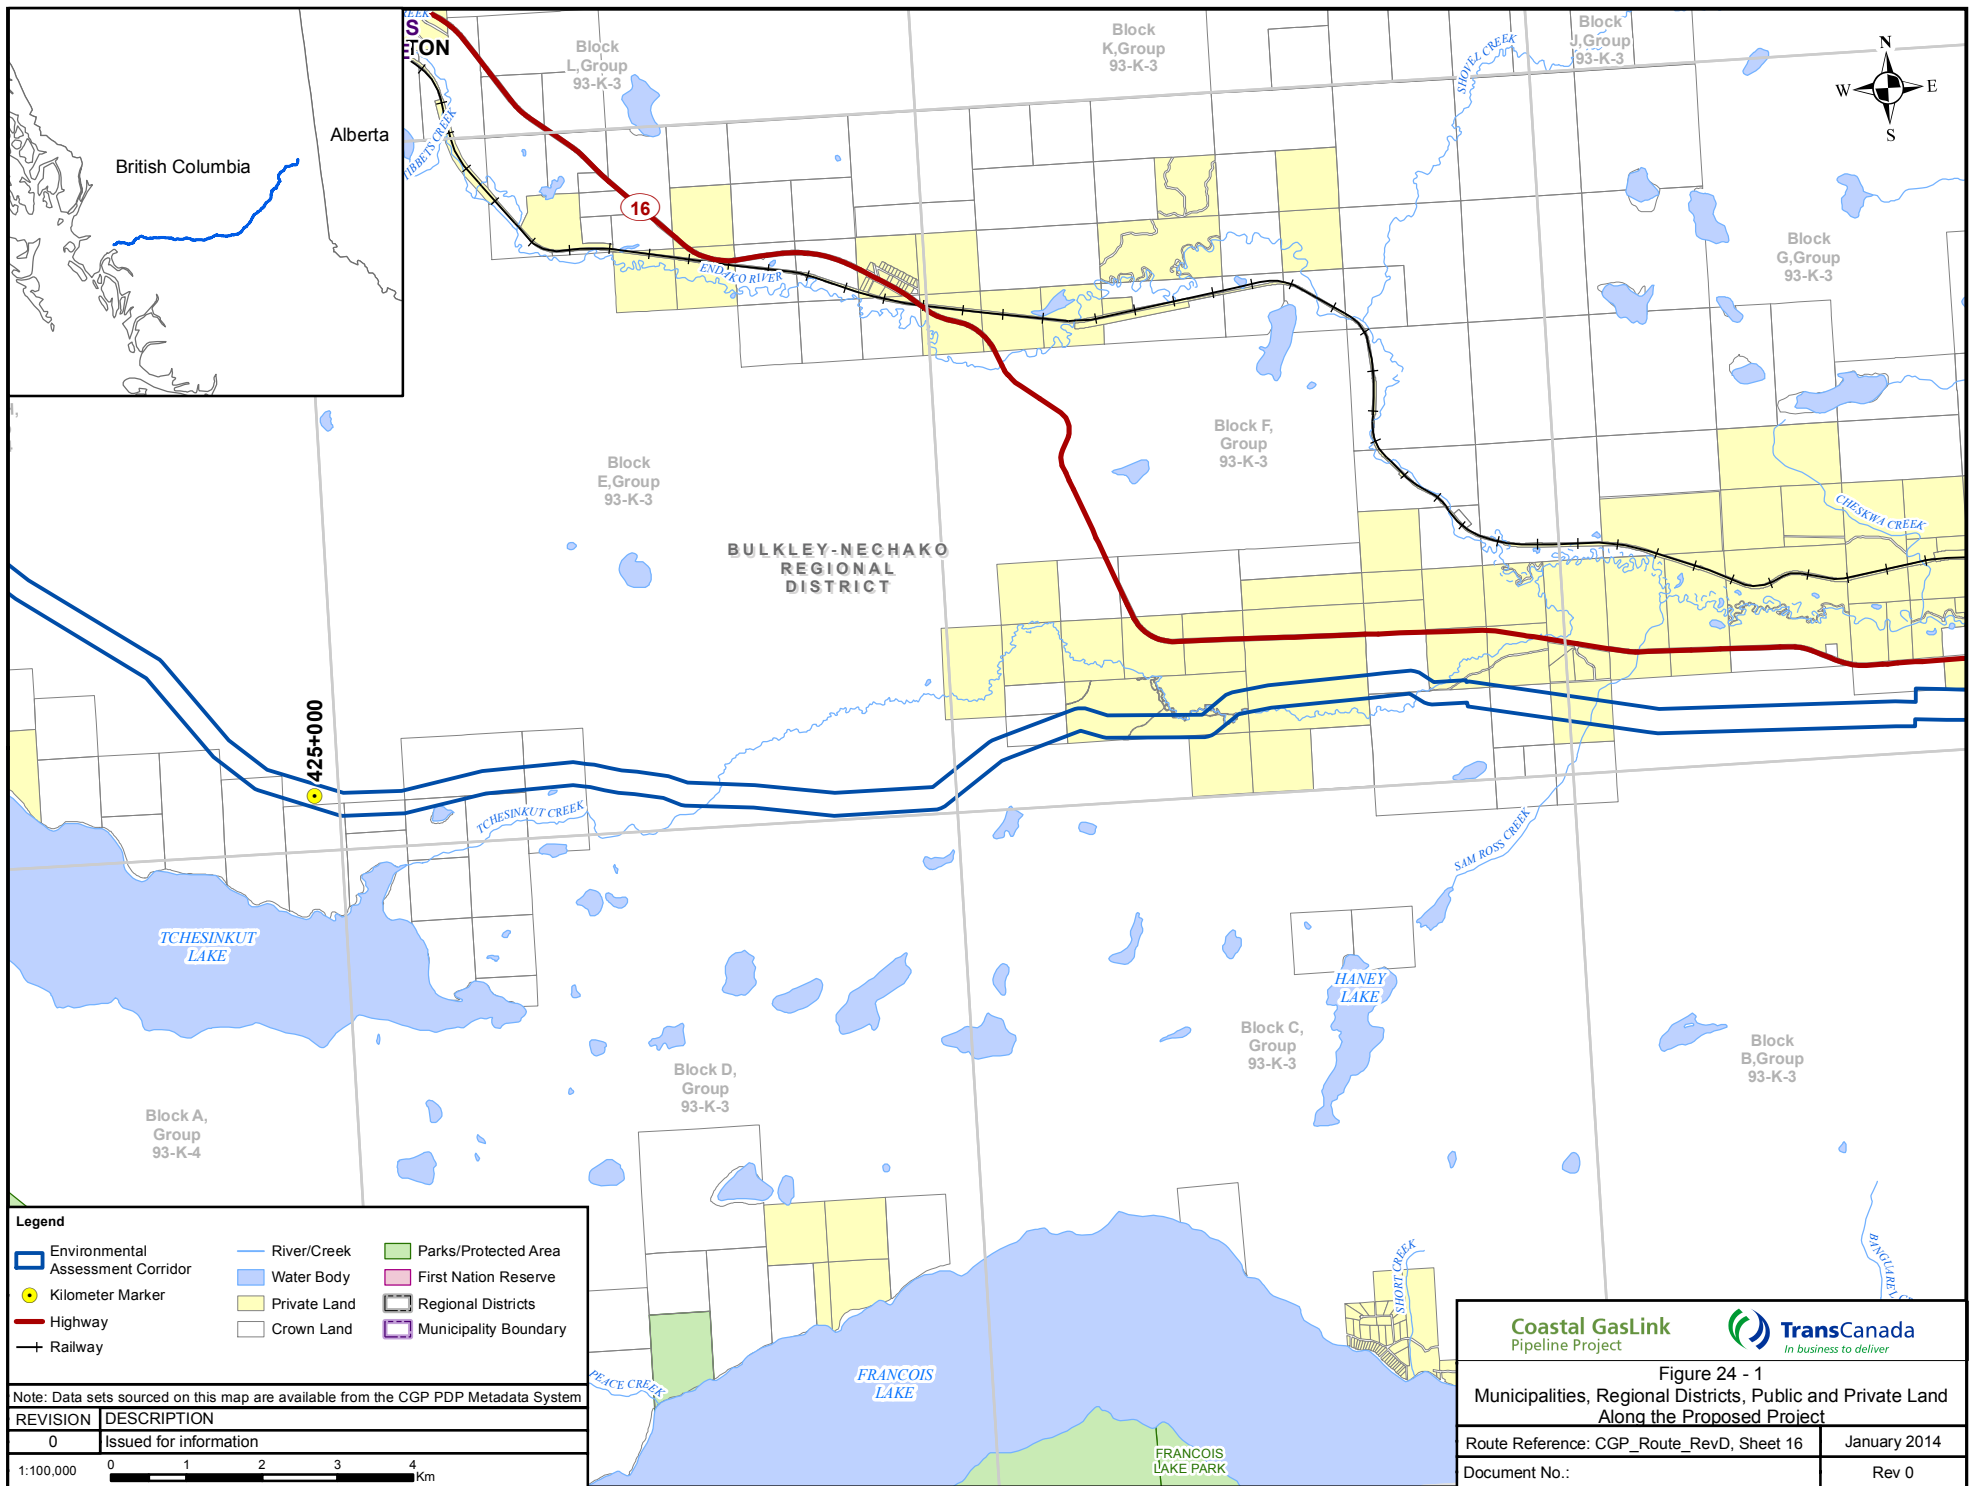 British Columbia
Alberta
S
TON
TIBBETS CREEK
Block
L,Group
93-K-3
Block
K,Group
93-K-3
Block
J,Group
93-K-3
SHOVEL CREEK
N
W
E
S
16
ENDAKO RIVER
Block
G,Group
93-K-3
Block
E,Group
93-K-3
Block F,
Group
93-K-3
CHESKWA CREEK
BULKLEY-NECHAKO
REGIONAL
DISTRICT
425+000
TCHESINKUT CREEK
SAM ROSS CREEK
TCHESINKUT
LAKE
HANEY
LAKE
Block A,
Group
93-K-4
Block D,
Group
93-K-3
Block C,
Group
93-K-3
Block
B,Group
93-K-3
SHORT CREEK
PEACE CREEK
FRANCOIS
LAKE
FRANCOIS
LAKE PARK
Legend
Environmental
Assessment Corridor
Kilometer Marker
Highway
Railway
River/Creek
Water Body
Private Land
Crown Land
Parks/Protected Area
First Nation Reserve
Regional Districts
Municipality Boundary
Note: Data sets sourced on this map are available from the CGP PDP Metadata System
REVISION DESCRIPTION
0 Issued for information
1:100,000 0 1 2 3 4 Km
Coastal GasLink
Pipeline Project
TransCanada
In business to deliver
Figure 24 - 1
Municipalities, Regional Districts, Public and Private Land
Along the Proposed Project
Route Reference: CGP_Route_RevD, Sheet 16
January 2014
Document No.:
Rev 0